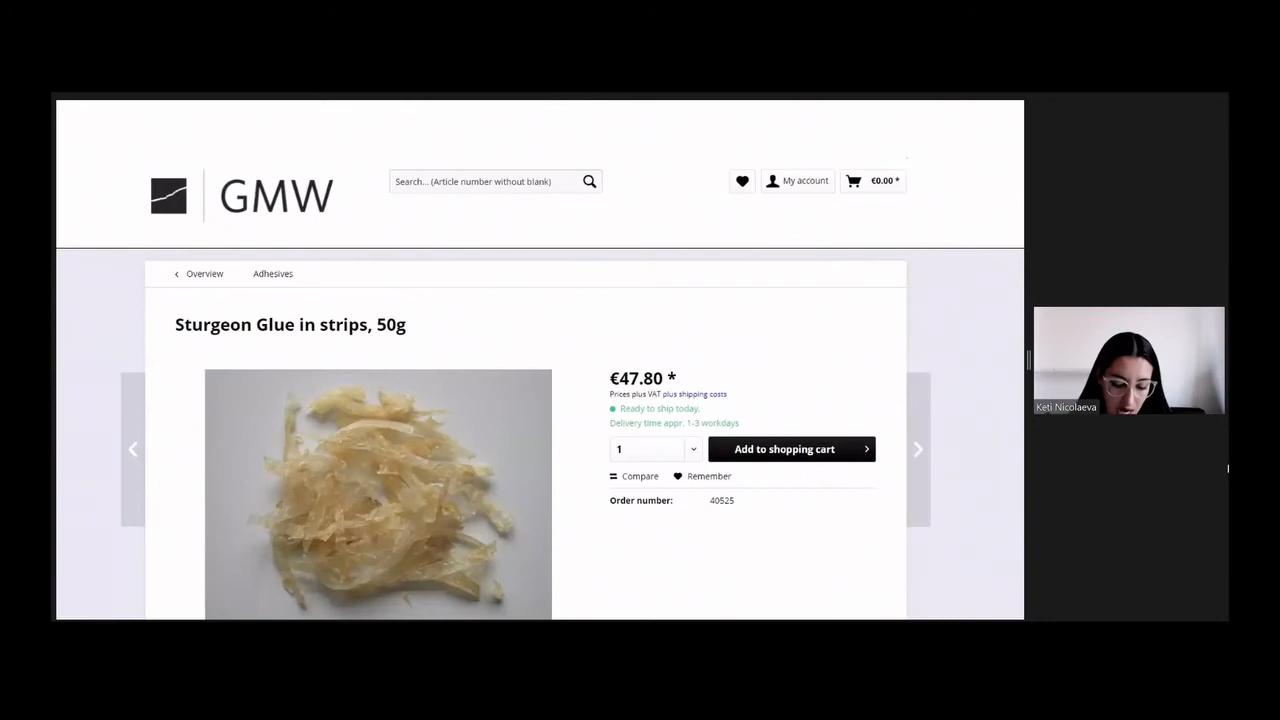 GMW
Search... (Article number without blank)
My account
€0.00 *
Overview
Adhesives
Sturgeon Glue in strips, 50g
€47.80 *
Prices plus VAT plus shipping costs
Ready to ship today,
Delivery time appr. 1-3 workdays
1
Add to shopping cart
Compare
Remember
Order number:
40525
Keti Nicolaeva